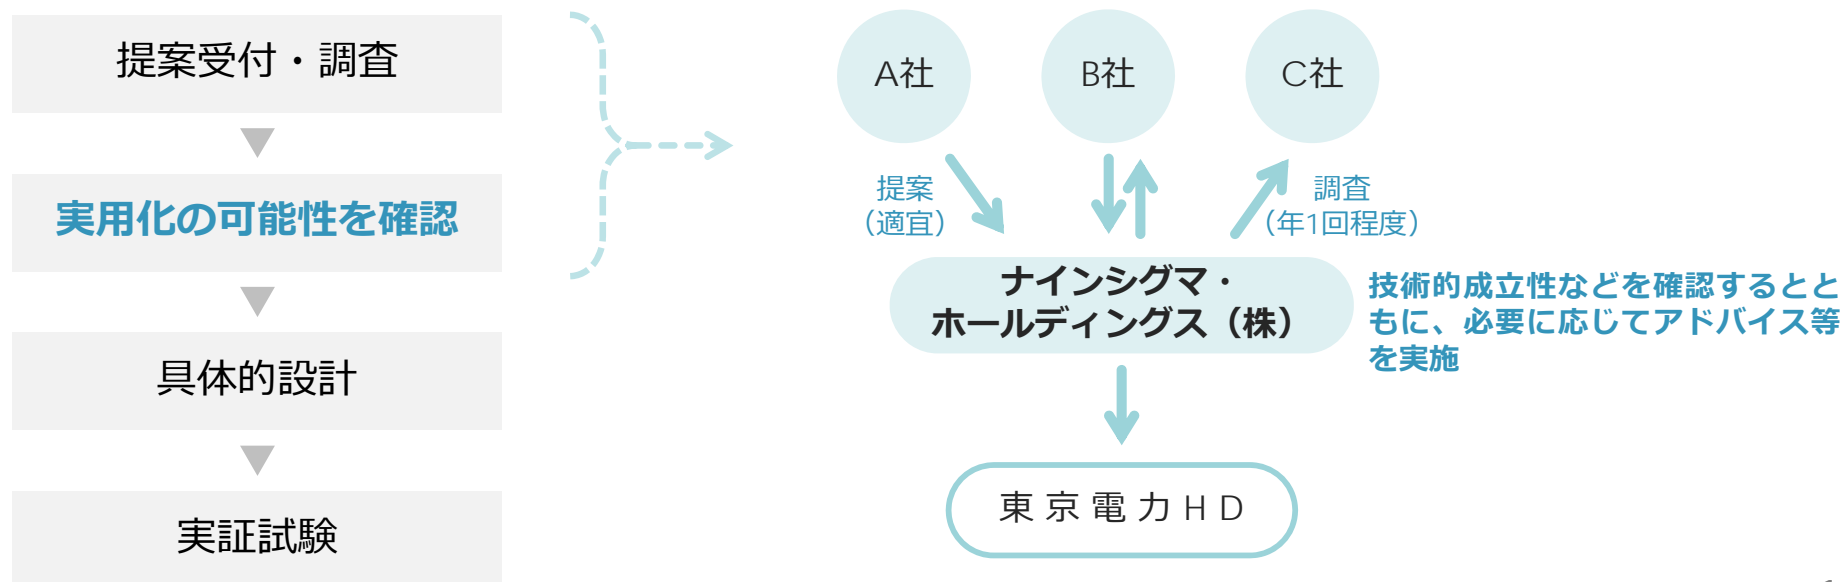 提案受付・調査
実用化の可能性を確認
具体的設計
実証試験
A社
B社
C社
提案
（適宜）
調査
（年1回程度）
ナインシグマ・
ホールディングス（株）
技術的成立性などを確認するとと
もに、必要に応じてアドバイス等
を実施
東京電力HD